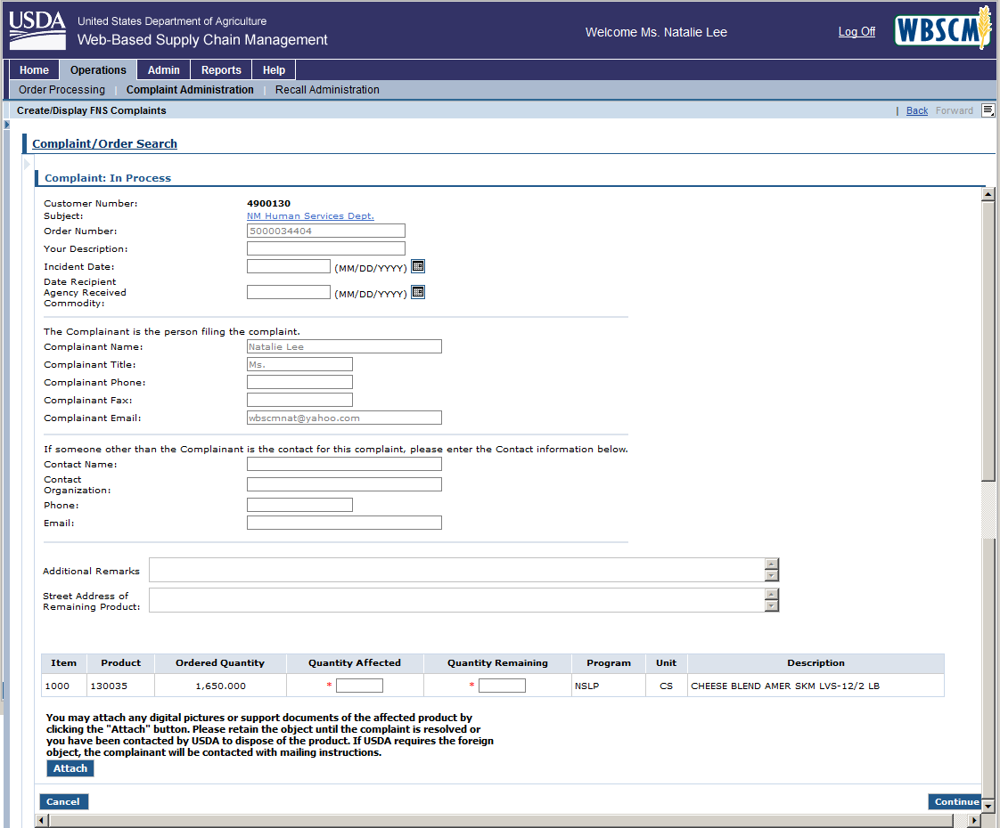 USDA
United States Department of Agriculture
Web-Based Supply Chain Management
Welcome Ms. Natalie Lee
Log Off
WBSCM
Home Operations Admin Reports Help
Order Processing | Complaint Administration | Recall Administration
Create/Display FNS Complaints
| Back Forward
Complaint/Order Search
Complaint: In Process
Customer Number: 4900130
Subject: NM Human Services Dept.
Order Number: 5000034404
Your Description:
Incident Date: (MM/DD/YYYY)
Date Recipient
Agency Received (MM/DD/YYYY)
Commodity:
The Complainant is the person filing the complaint.
Complainant Name: Natalie Lee
Complainant Title: Ms.
Complainant Phone:
Complainant Fax:
Complainant Email: wbscmnat@yahoo.com
If someone other than the Complainant is the contact for this complaint, please enter the Contact information below.
Contact Name:
Contact
Organization:
Phone:
Email:
Additional Remarks
Street Address of
Remaining Product:
Item Product Ordered Quantity Quantity Affected Quantity Remaining Program Unit Description
1000 130035 1,650.000 * * NSLP CS CHEESE BLEND AMER SKM LVS-12/2 LB
You may attach any digital pictures or support documents of the affected product by
clicking the "Attach" button. Please retain the object until the complaint is resolved or
you have been contacted by USDA to dispose of the product. If USDA requires the foreign
object, the complainant will be contacted with mailing instructions.
Attach
Cancel Continue